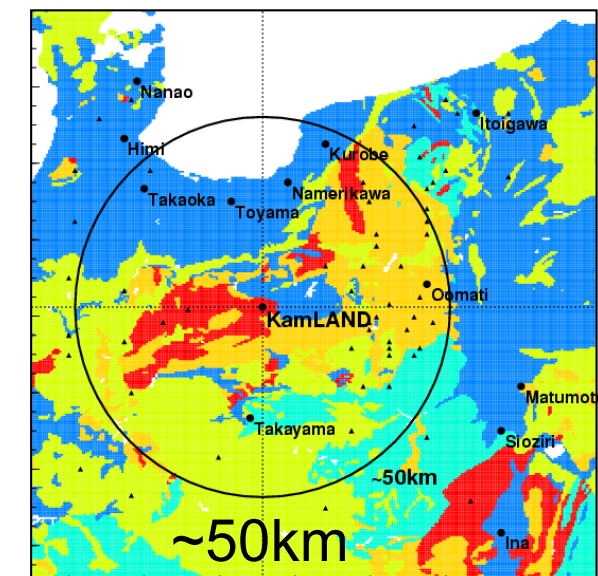 Nanao
Itoigawa
Himi
Kurobe
Takaoka
Namerikawa
Toyama
Oomati
KamLAND
Matumot
Takayama
Sioziri
~50km
~50km
Ina